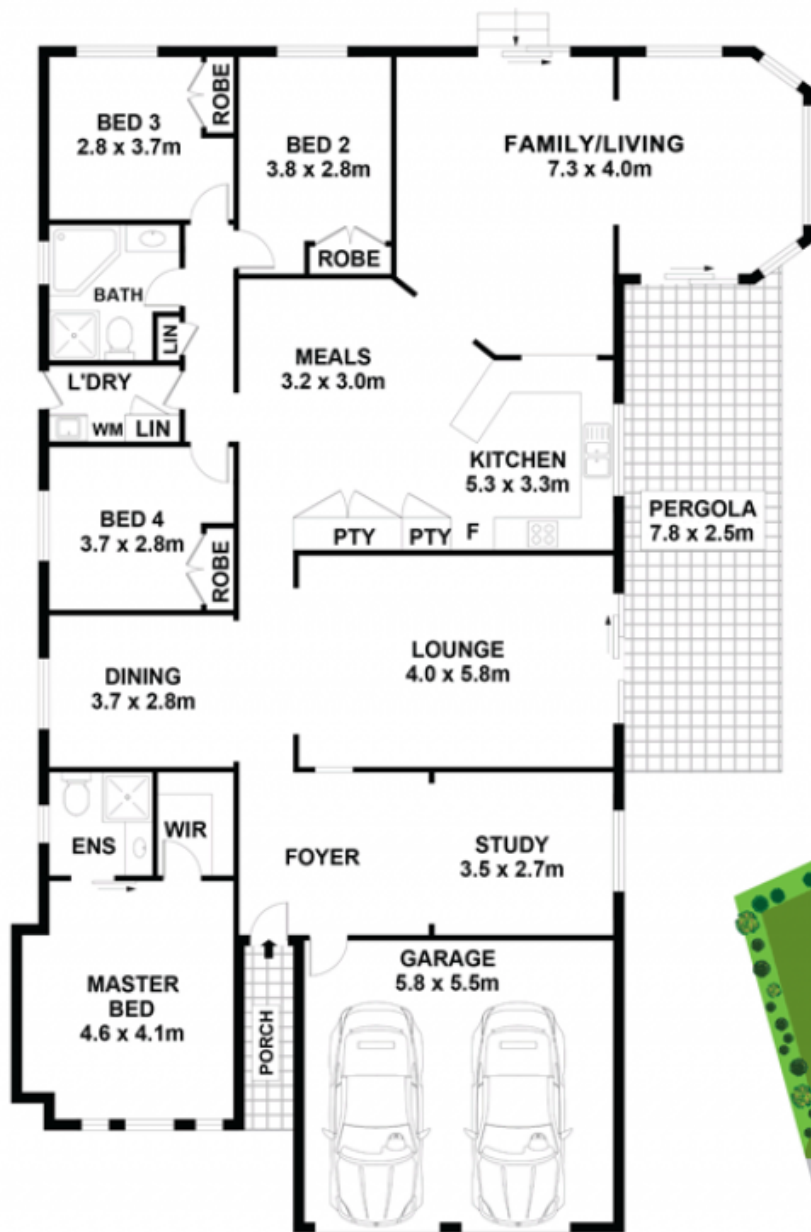 BED 3
2.8 x 3.7m
ROBE
BED 2
3.8 x 2.8m
ROBE
FAMILY/LIVING
7.3 x 4.0m
BATH
LIN
L'DRY
WM
LIN
MEALS
3.2 x 3.0m
KITCHEN
5.3 x 3.3m
PTY
PTY
F
PERGOLA
7.8 x 2.5m
BED 4
3.7 x 2.8m
ROBE
DINING
3.7 x 2.8m
LOUNGE
4.0 x 5.8m
ENS
WIR
FOYER
STUDY
3.5 x 2.7m
MASTER
BED
4.6 x 4.1m
PORCH
GARAGE
5.8 x 5.5m